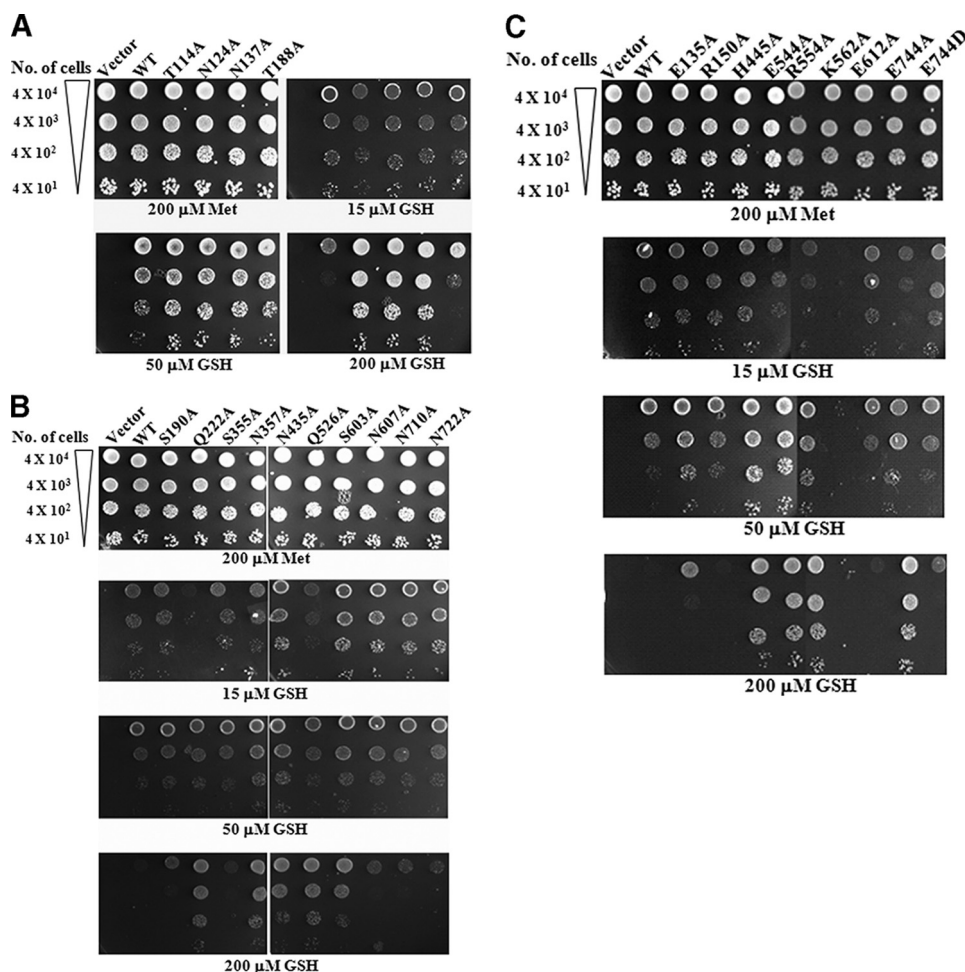 A
No. of cells
Vector WT T114A N124A N137A T188A
4 X 10⁴
4 X 10³
4 X 10²
4 X 10¹
200 µM Met 15 µM GSH
50 µM GSH 200 µM GSH
B
No. of cells
Vector WT S190A Q222A S355A N357A N435A Q526A S603A N607A N710A N722A
4 X 10⁴
4 X 10³
4 X 10²
4 X 10¹
200 µM Met
15 µM GSH
50 µM GSH
200 µM GSH
C
No. of cells
Vector WT E135A R150A H445A E544A R554A K562A E612A E744A E744D
4 X 10⁴
4 X 10³
4 X 10²
4 X 10¹
200 µM Met
15 µM GSH
50 µM GSH
200 µM GSH